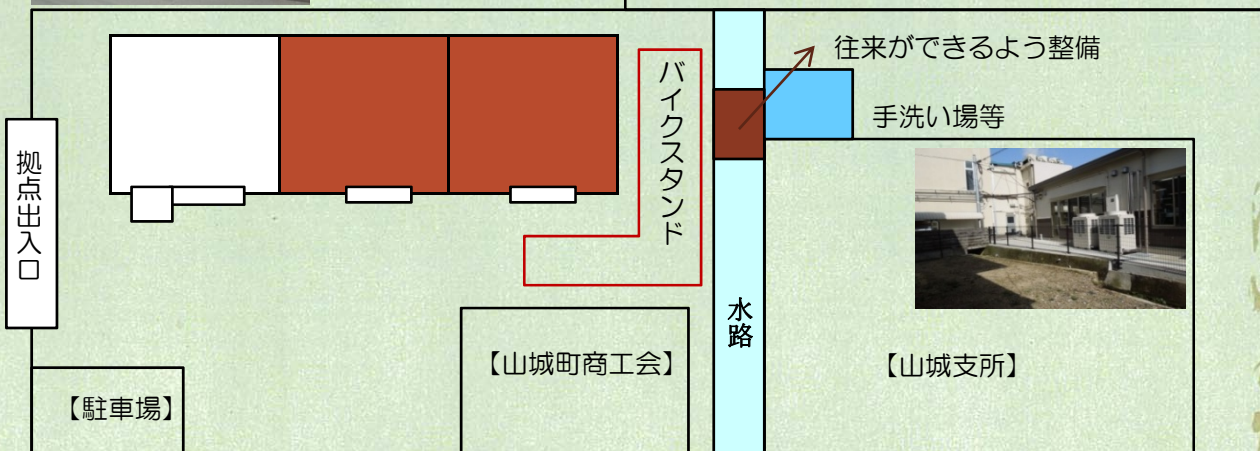 往来ができるよう整備
バイクスタンド
手洗い場等
拠点出入口
水路
【山城町商工会】
【山城支所】
【駐車場】